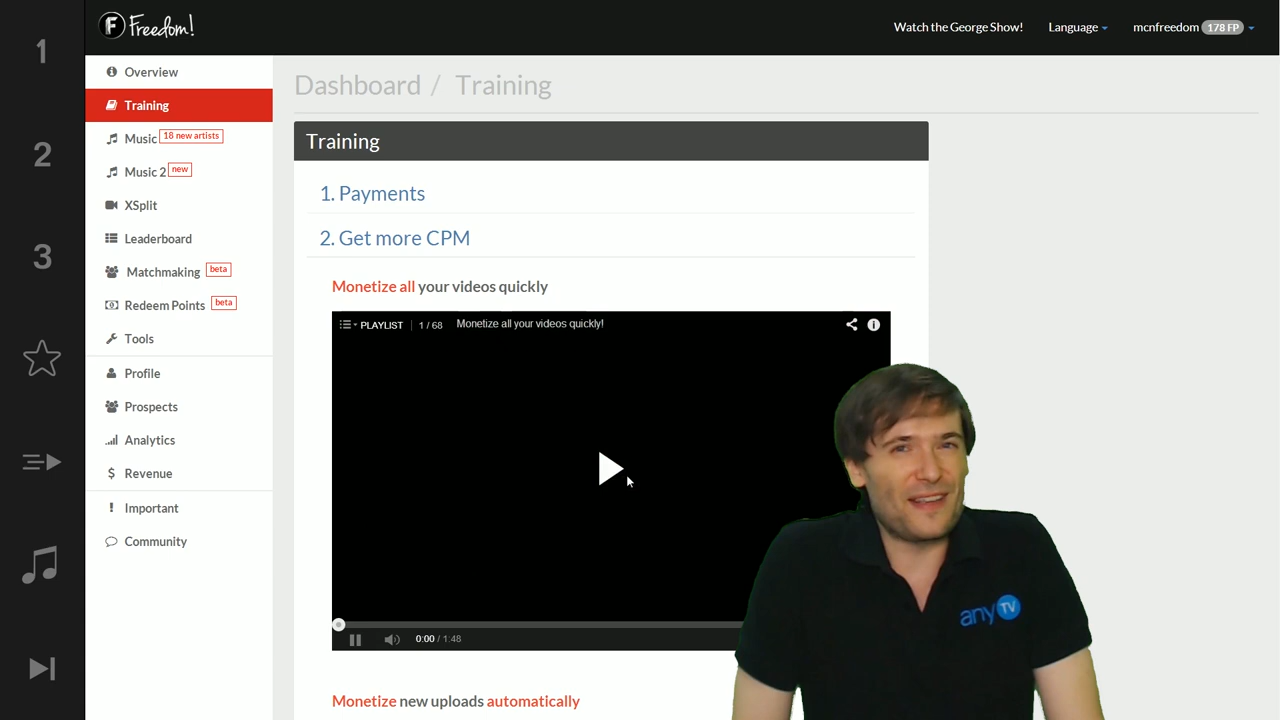 1
2
3
F Freedom!
Watch the George Show!
Language
mcnfreedom 178 FP
Overview
Training
Music 18 new artists
Music 2 new
XSplit
Leaderboard
Matchmaking beta
Redeem Points beta
Tools
Profile
Prospects
Analytics
$ Revenue
! Important
Community
Dashboard / Training
Training
1. Payments
2. Get more CPM
Monetize all your videos quickly
PLAYLIST | 1 / 68 Monetize all your videos quickly!
0:00 / 1:48
Monetize new uploads automatically
anyTV